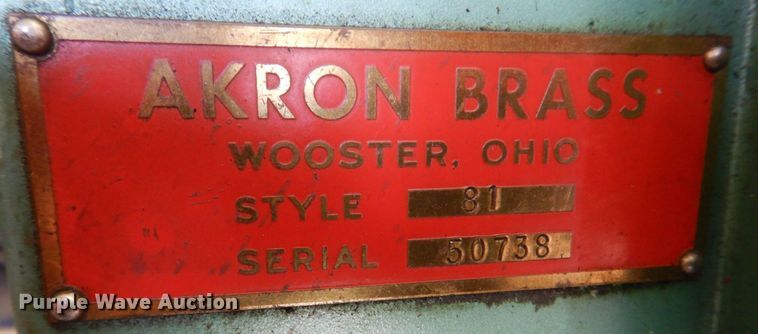 AKRON BRASS
WOOSTER, OHIO
STYLE 81
SERIAL 50738
Purple Wave Auction